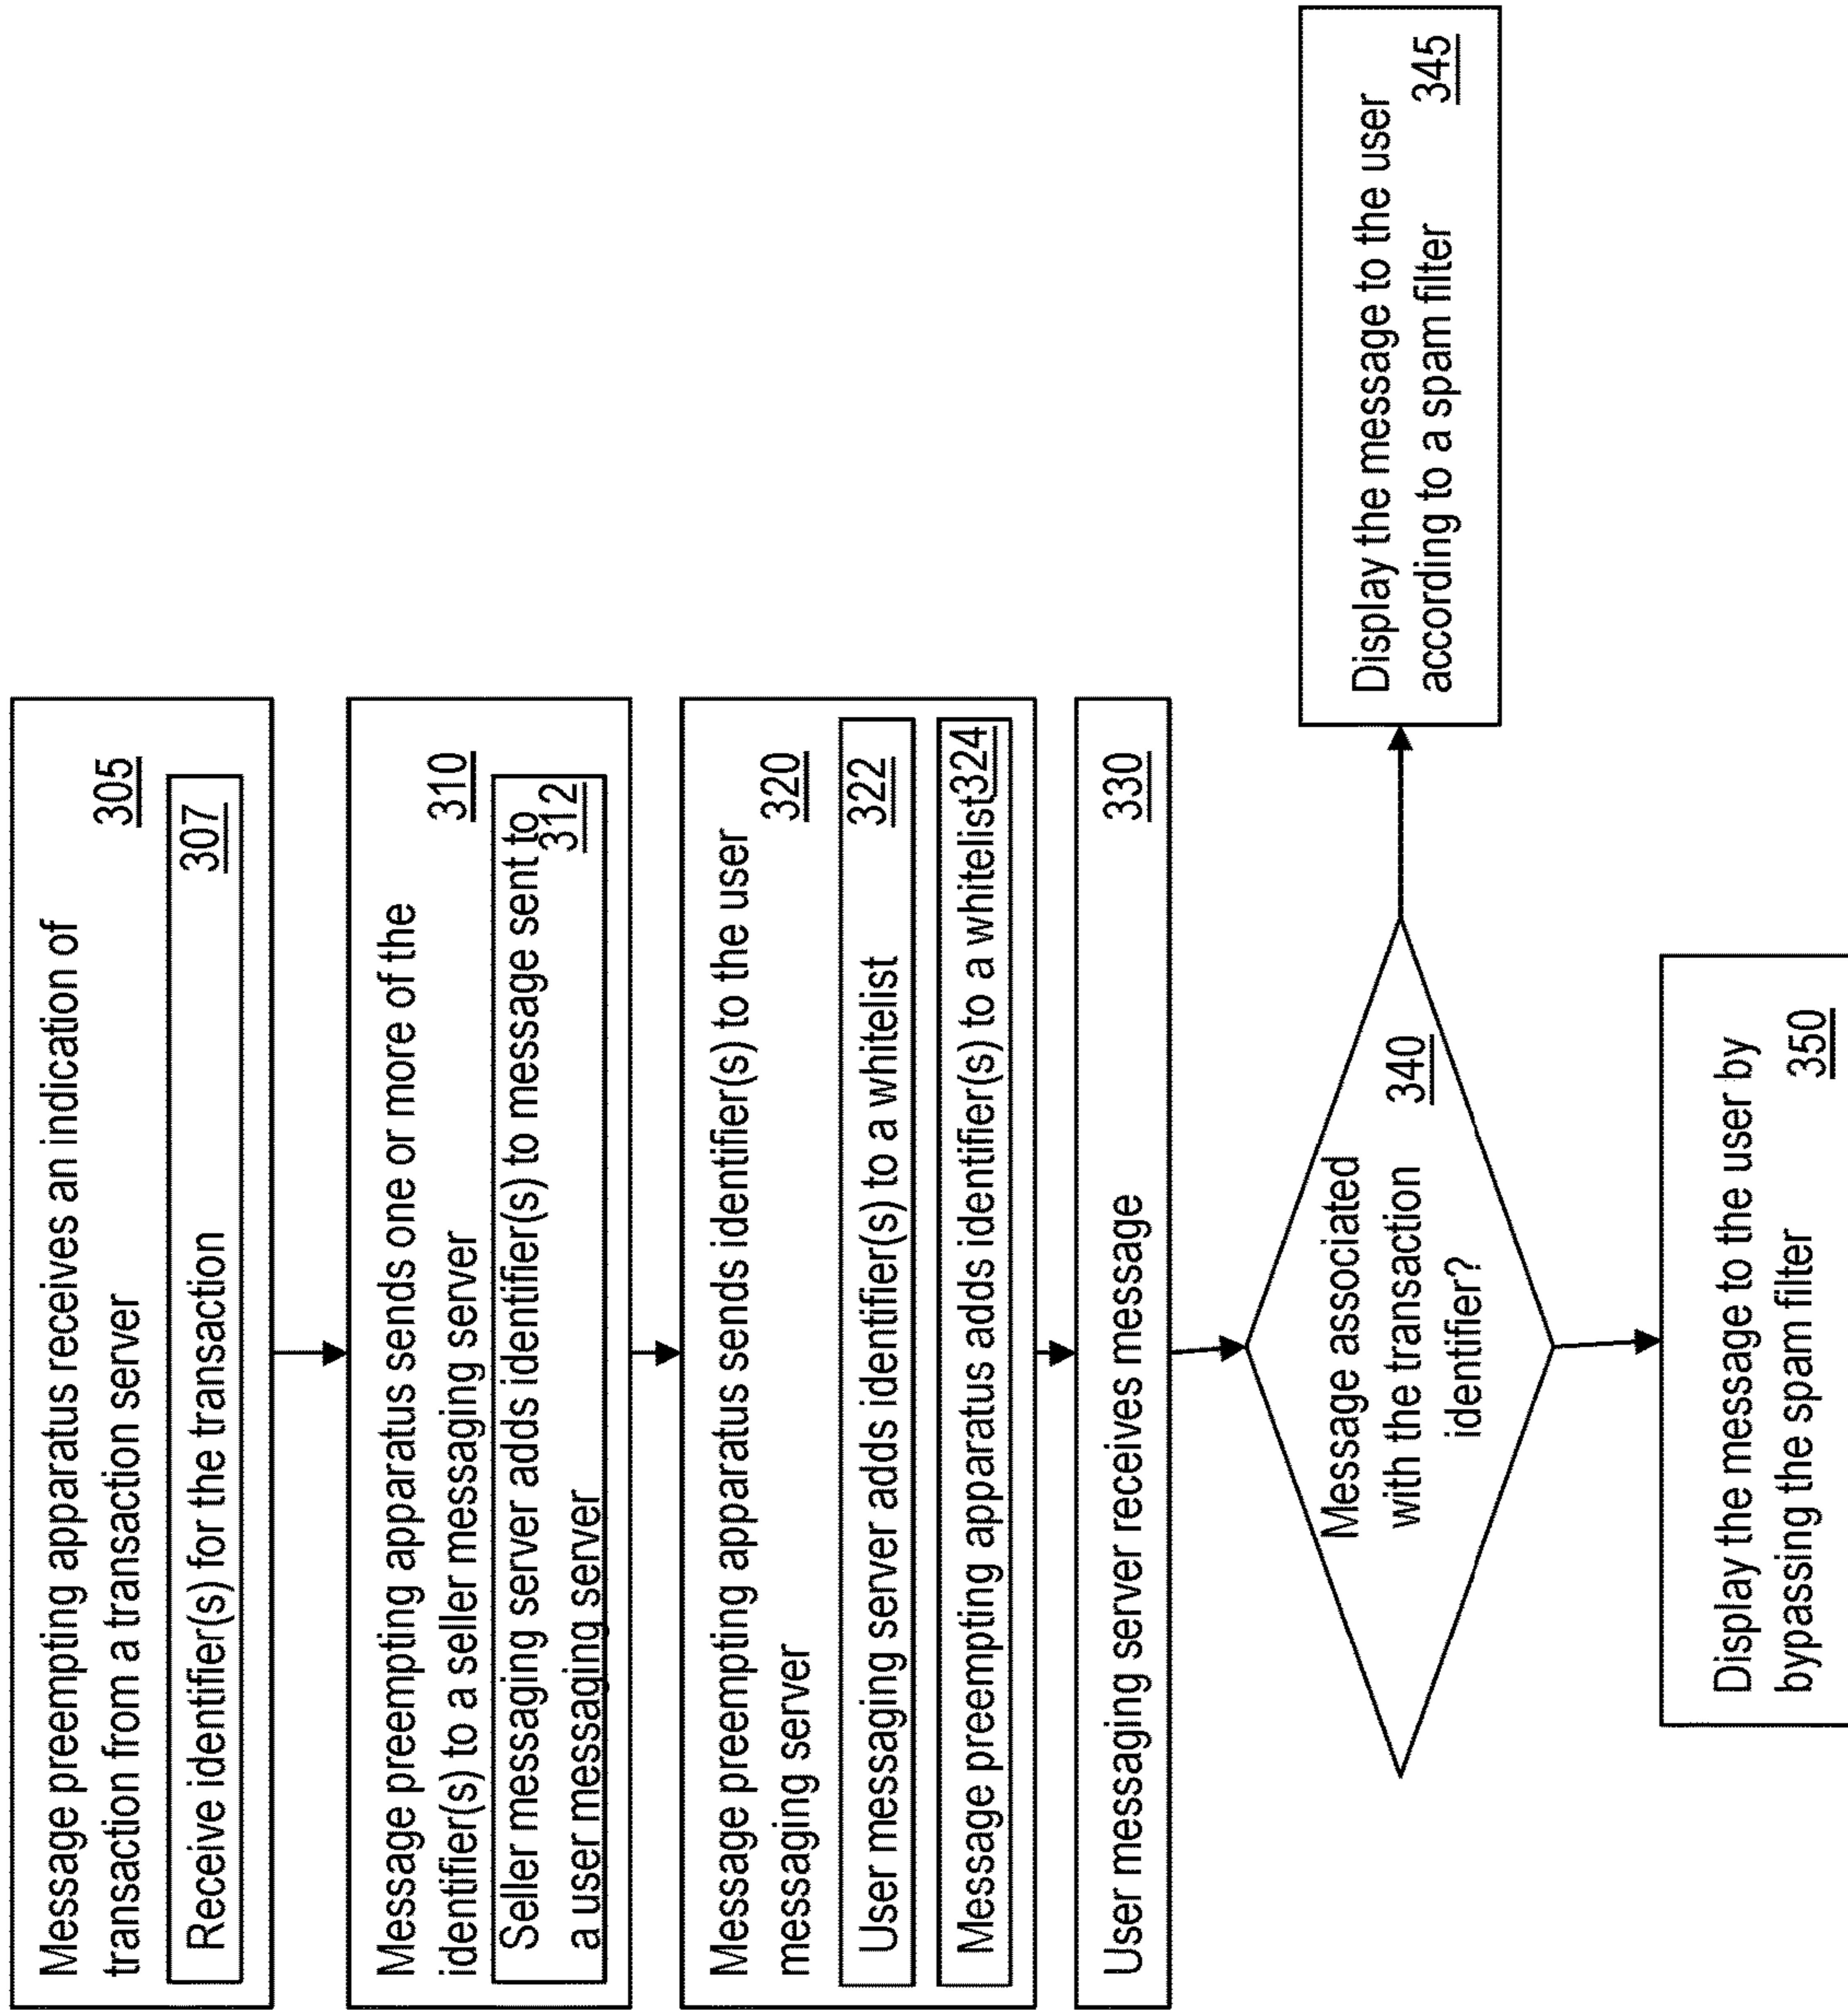 Message preempting apparatus receives an indication of
transaction from a transaction server
305
Receive identifier(s) for the transaction
307
Message preempting apparatus sends one or more of the
identifier(s) to a seller messaging server
310
Seller messaging server adds identifier(s) to message sent to
a user messaging server
312
Message preempting apparatus sends identifier(s) to the user
messaging server
320
User messaging server adds identifier(s) to a whitelist
322
Message preempting apparatus adds identifier(s) to a whitelist
324
User messaging server receives message
330
Message associated
with the transaction
identifier?
340
Display the message to the user
according to a spam filter
345
Display the message to the user by
bypassing the spam filter
350